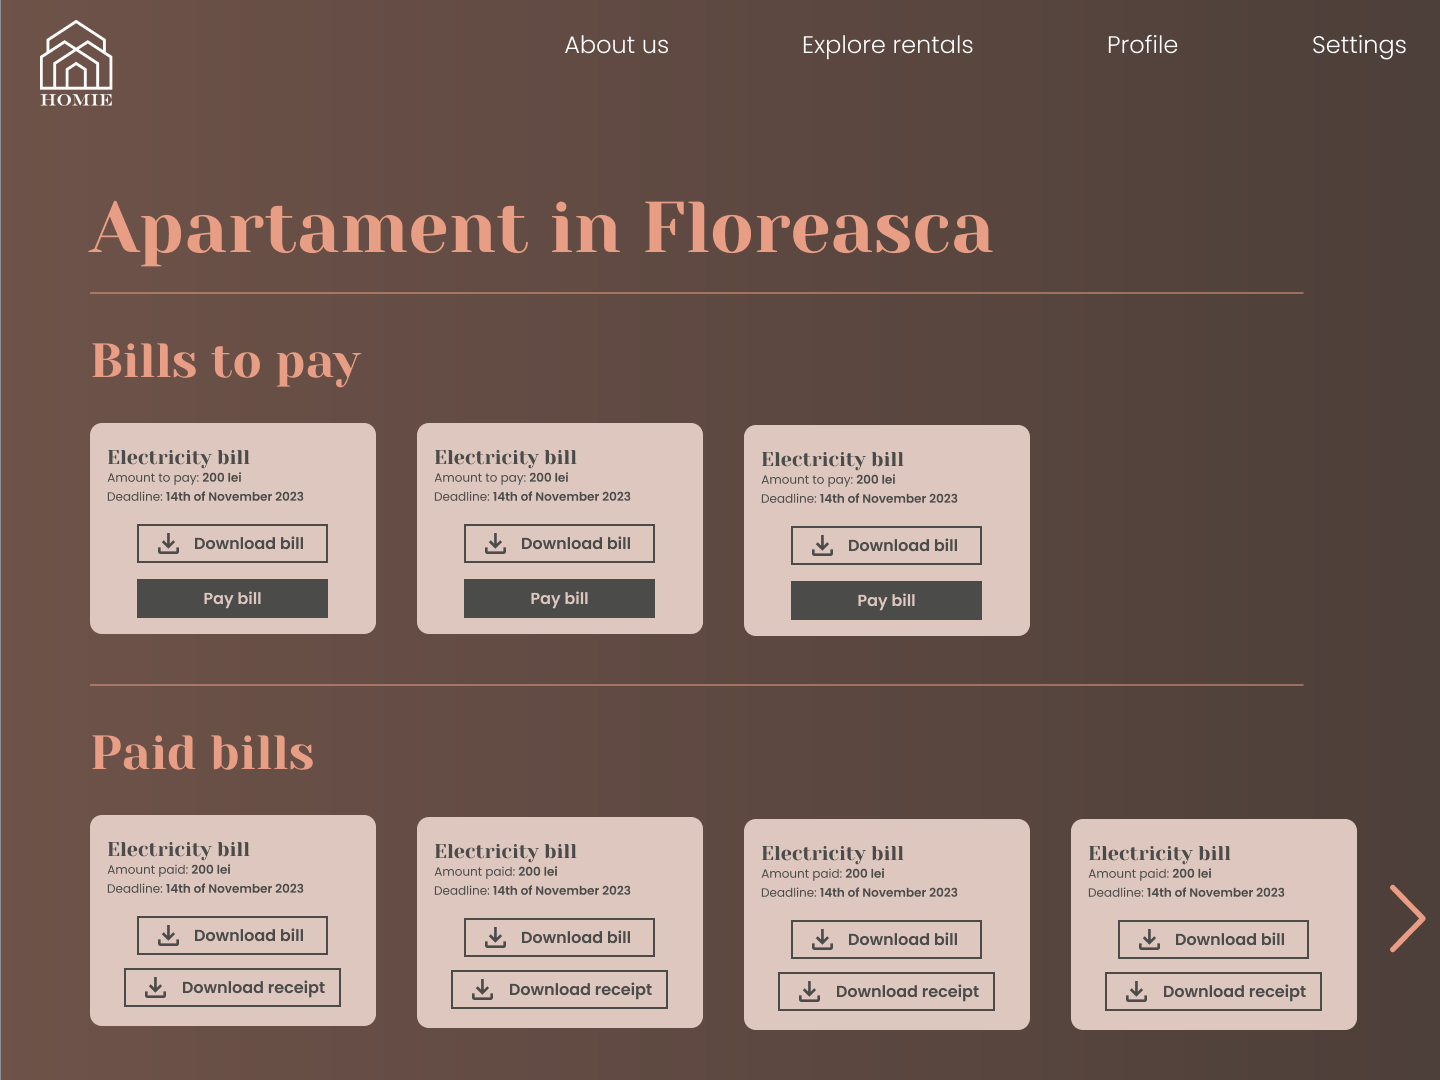 HOMIE
About us
Explore rentals
Profile
Settings
Apartament in Floreasca
Bills to pay
Electricity bill
Amount to pay: 200 lei
Deadline: 14th of November 2023
Download bill
Pay bill
Electricity bill
Amount to pay: 200 lei
Deadline: 14th of November 2023
Download bill
Pay bill
Electricity bill
Amount to pay: 200 lei
Deadline: 14th of November 2023
Download bill
Pay bill
Paid bills
Electricity bill
Amount paid: 200 lei
Deadline: 14th of November 2023
Download bill
Download receipt
Electricity bill
Amount paid: 200 lei
Deadline: 14th of November 2023
Download bill
Download receipt
Electricity bill
Amount paid: 200 lei
Deadline: 14th of November 2023
Download bill
Download receipt
Electricity bill
Amount paid: 200 lei
Deadline: 14th of November 2023
Download bill
Download receipt